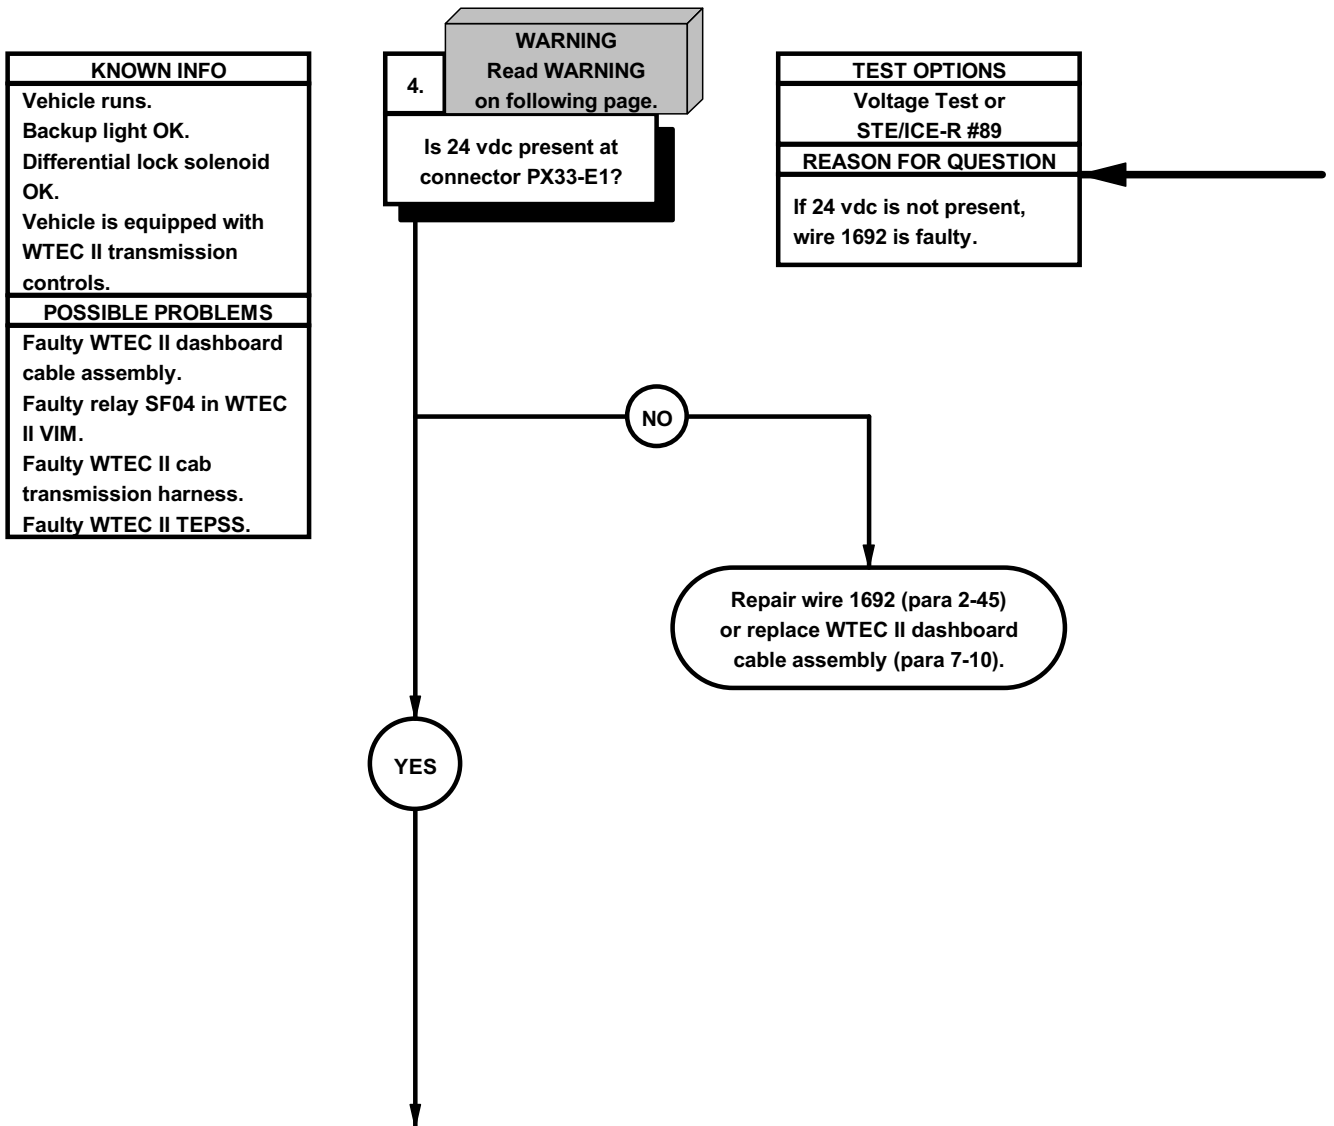 KNOWN INFO
Vehicle runs.
Backup light OK.
Differential lock solenoid
OK.
Vehicle is equipped with
WTEC II transmission
controls.
POSSIBLE PROBLEMS
Faulty WTEC II dashboard
cable assembly.
Faulty relay SF04 in WTEC
II VIM.
Faulty WTEC II cab
transmission harness.
Faulty WTEC II TEPSS.
4.
WARNING
Read WARNING
on following page.
Is 24 vdc present at
connector PX33-E1?
TEST OPTIONS
Voltage Test or
STE/ICE-R #89
REASON FOR QUESTION
If 24 vdc is not present,
wire 1692 is faulty.
NO
Repair wire 1692 (para 2-45)
or replace WTEC II dashboard
cable assembly (para 7-10).
YES